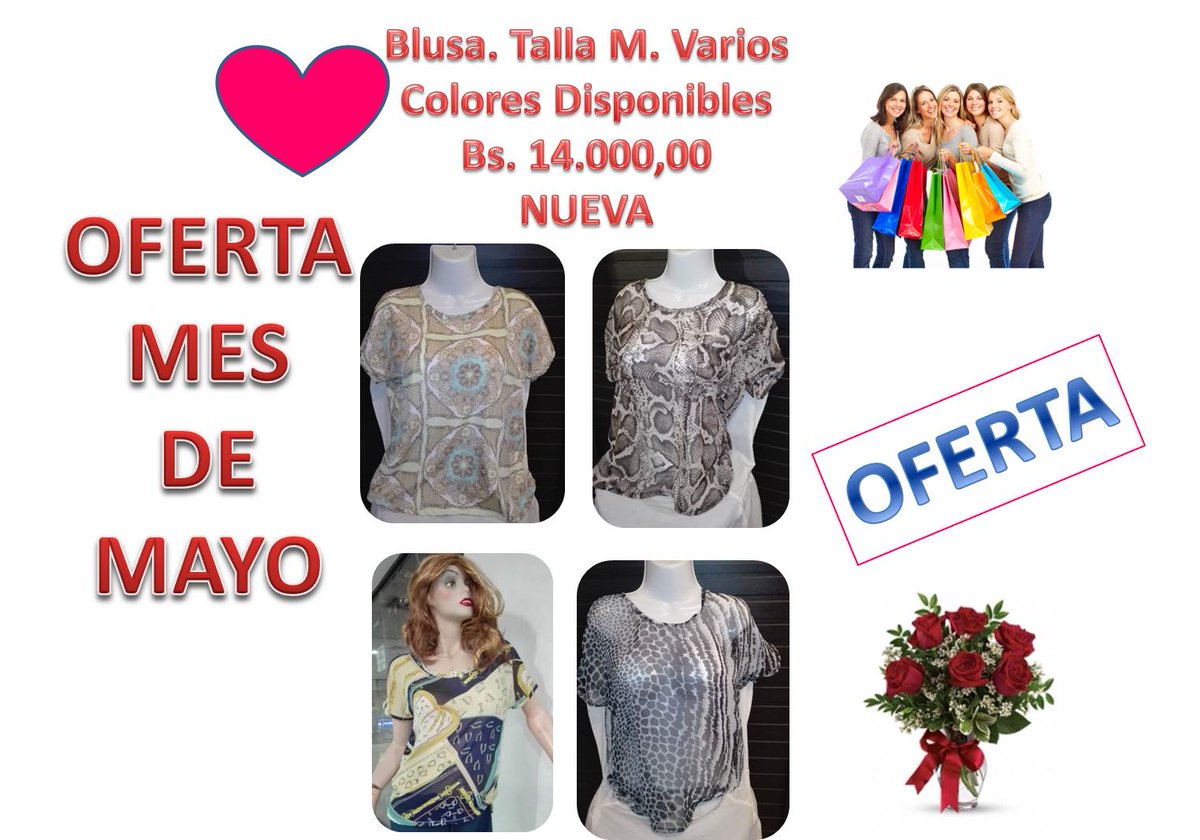 Blusa. Talla M. Varios
Colores Disponibles
Bs. 14.000,00
NUEVA
OFERTA
MES
DE
MAYO
OFERTA